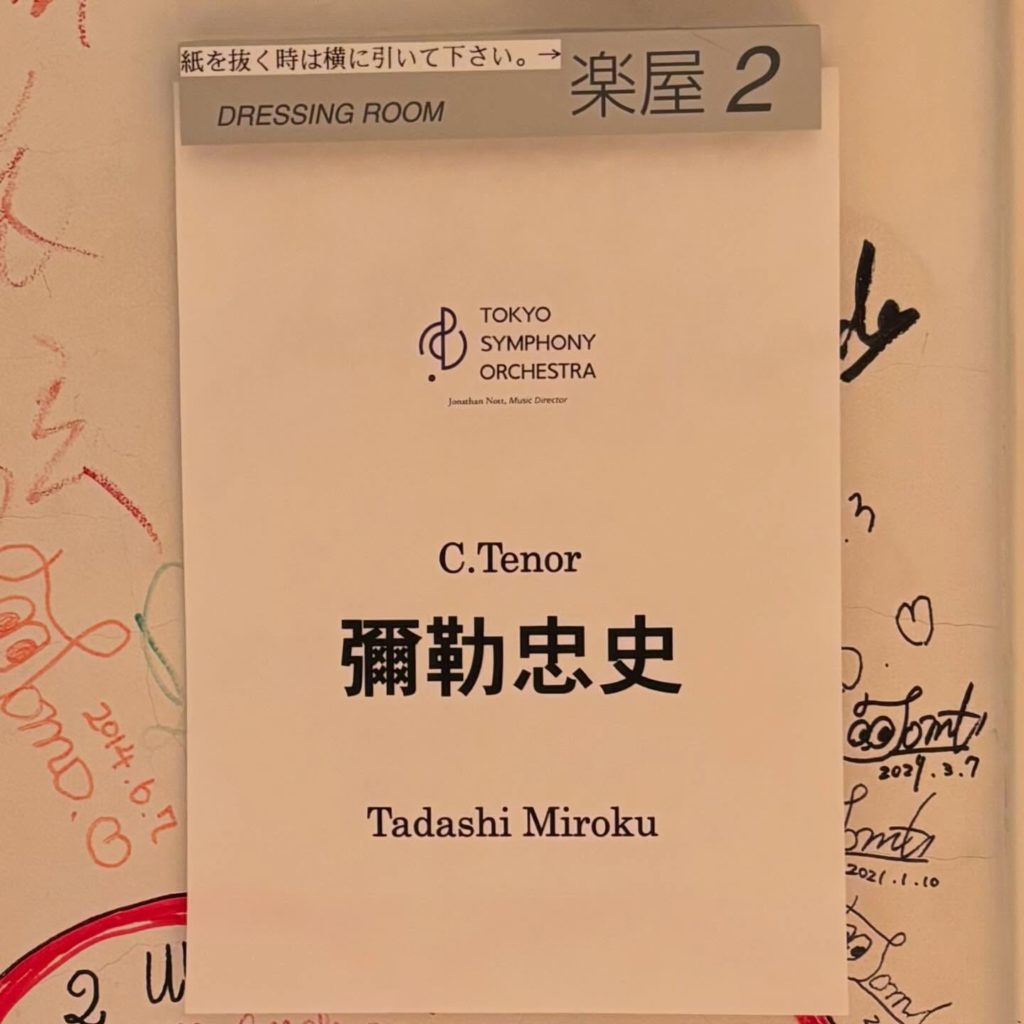 紙を抜く時は横に引いて下さい。→
DRESSING ROOM
楽屋 2
TOKYO
SYMPHONY
ORCHESTRA
Jonathan Nott, Music Director
C.Tenor
彌勒忠史
Tadashi Miroku
2014.6.7
2024.3.7
2021.1.10
2 W